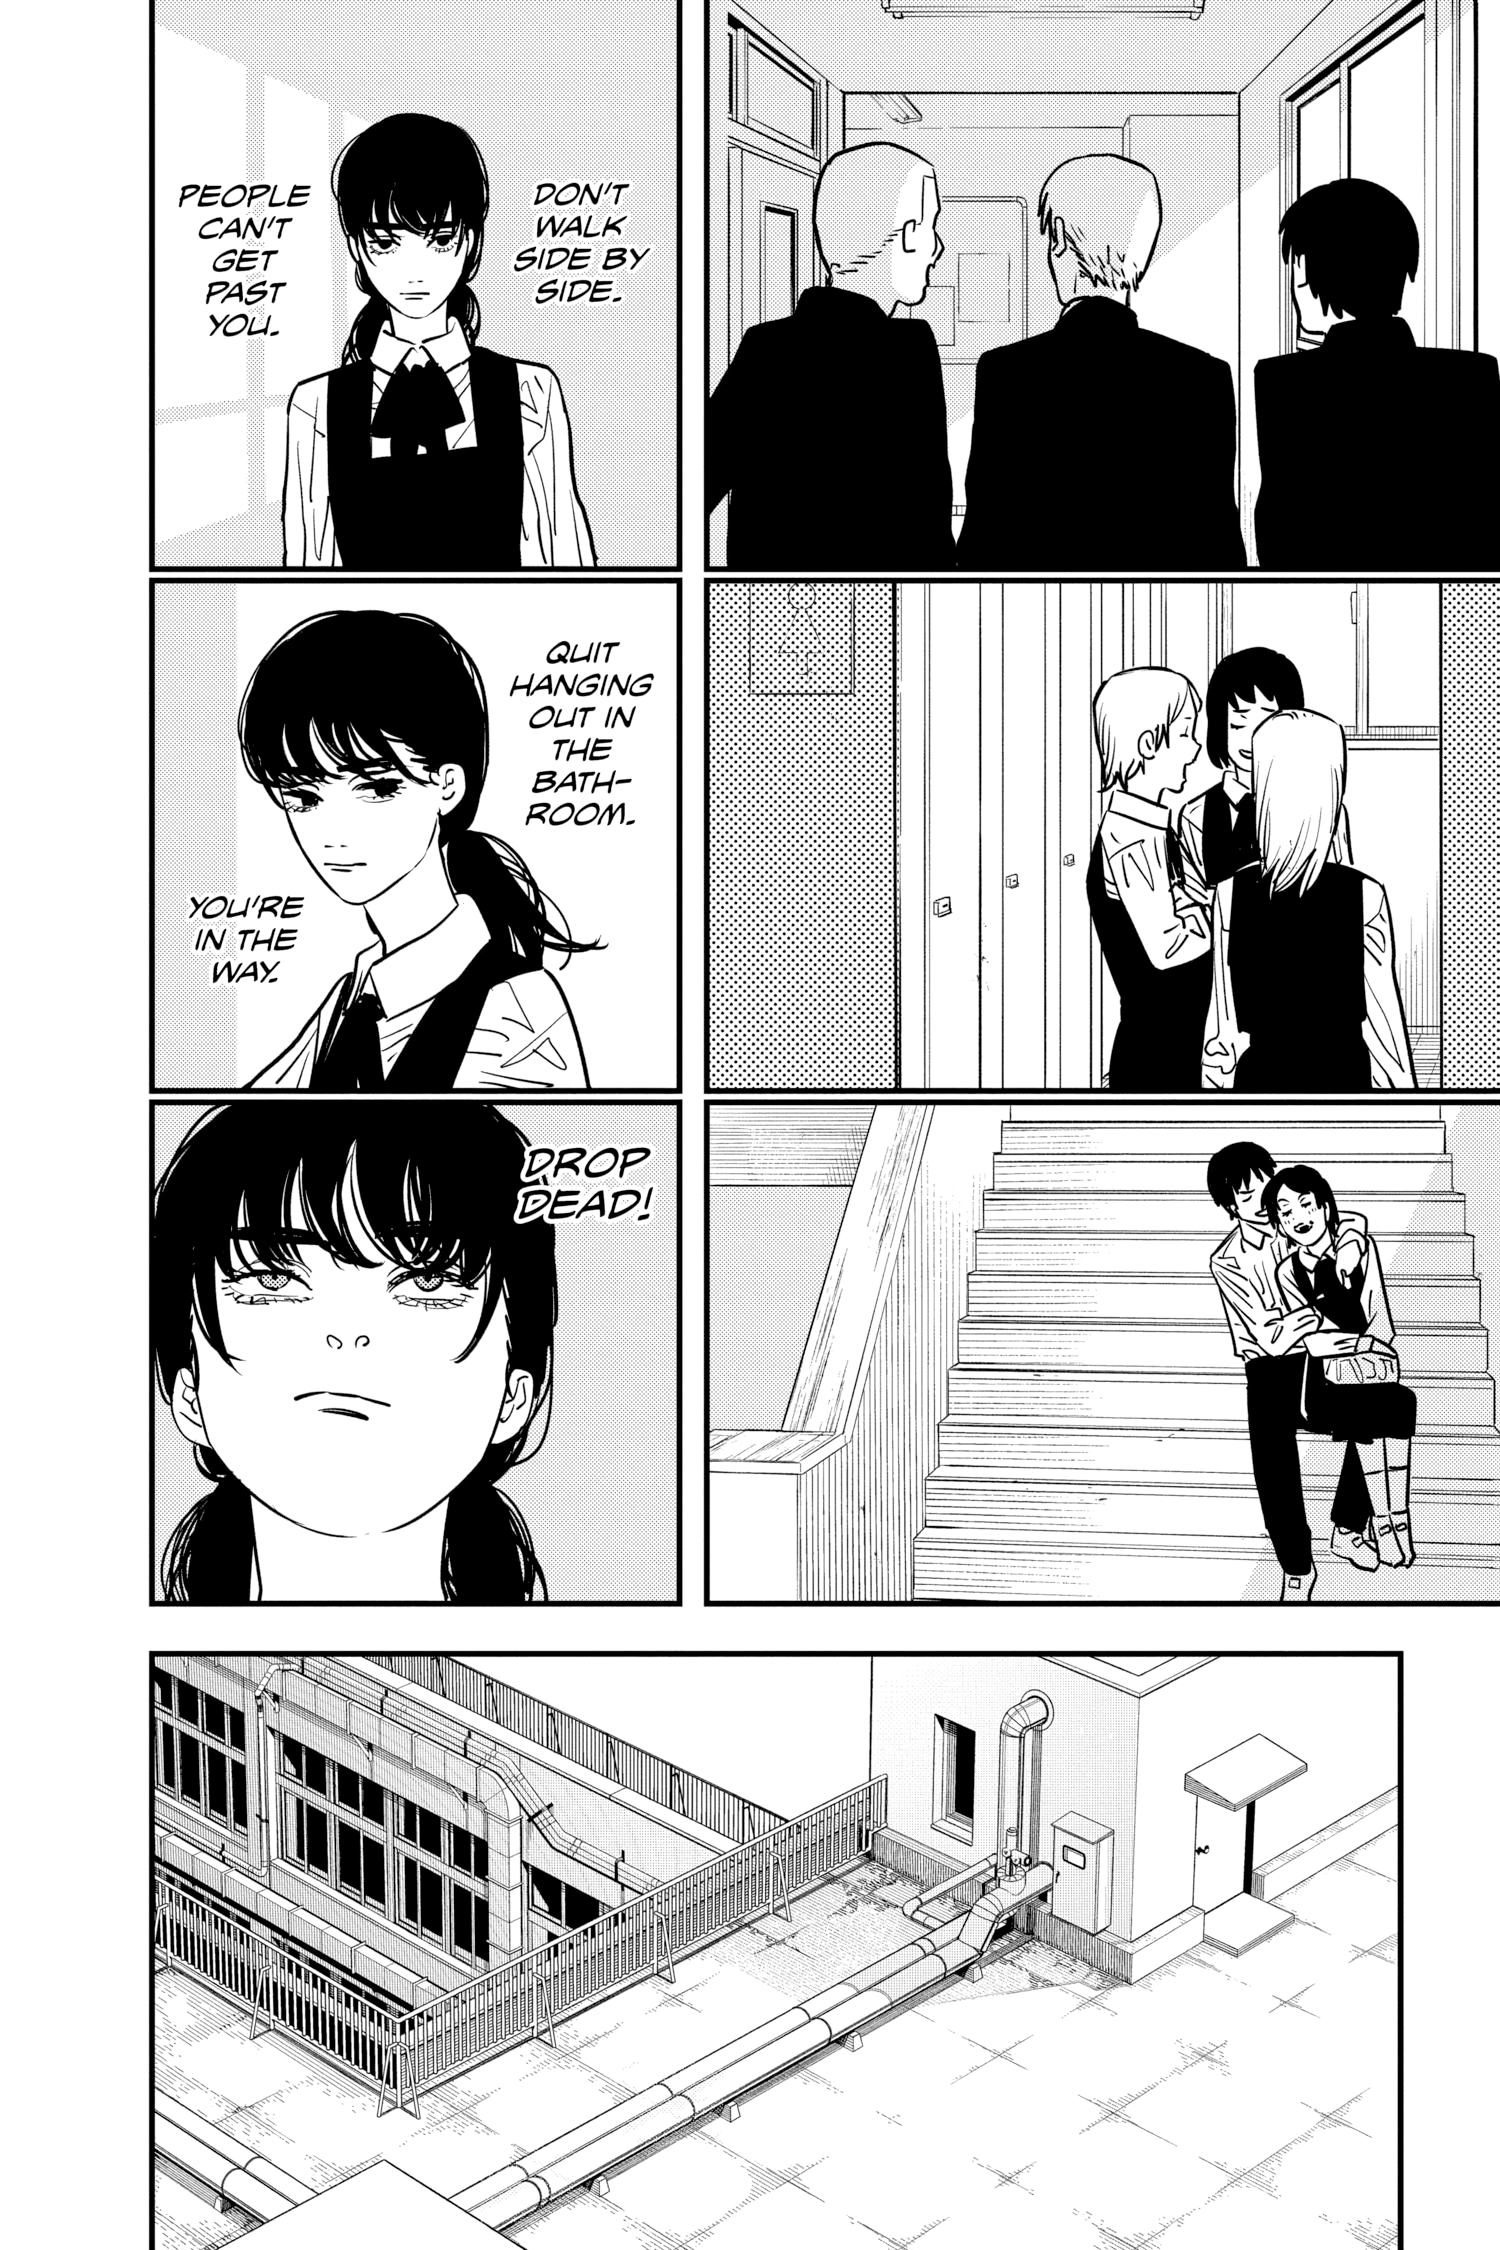 DON'T
WALK
SIDE BY
SIDE.
PEOPLE
CAN'T
GET
PAST
YOU.
QUIT
HANGING
OUT IN
THE
BATH-
ROOM.
YOU'RE
IN THE
WAY.
DROP
DEAD!